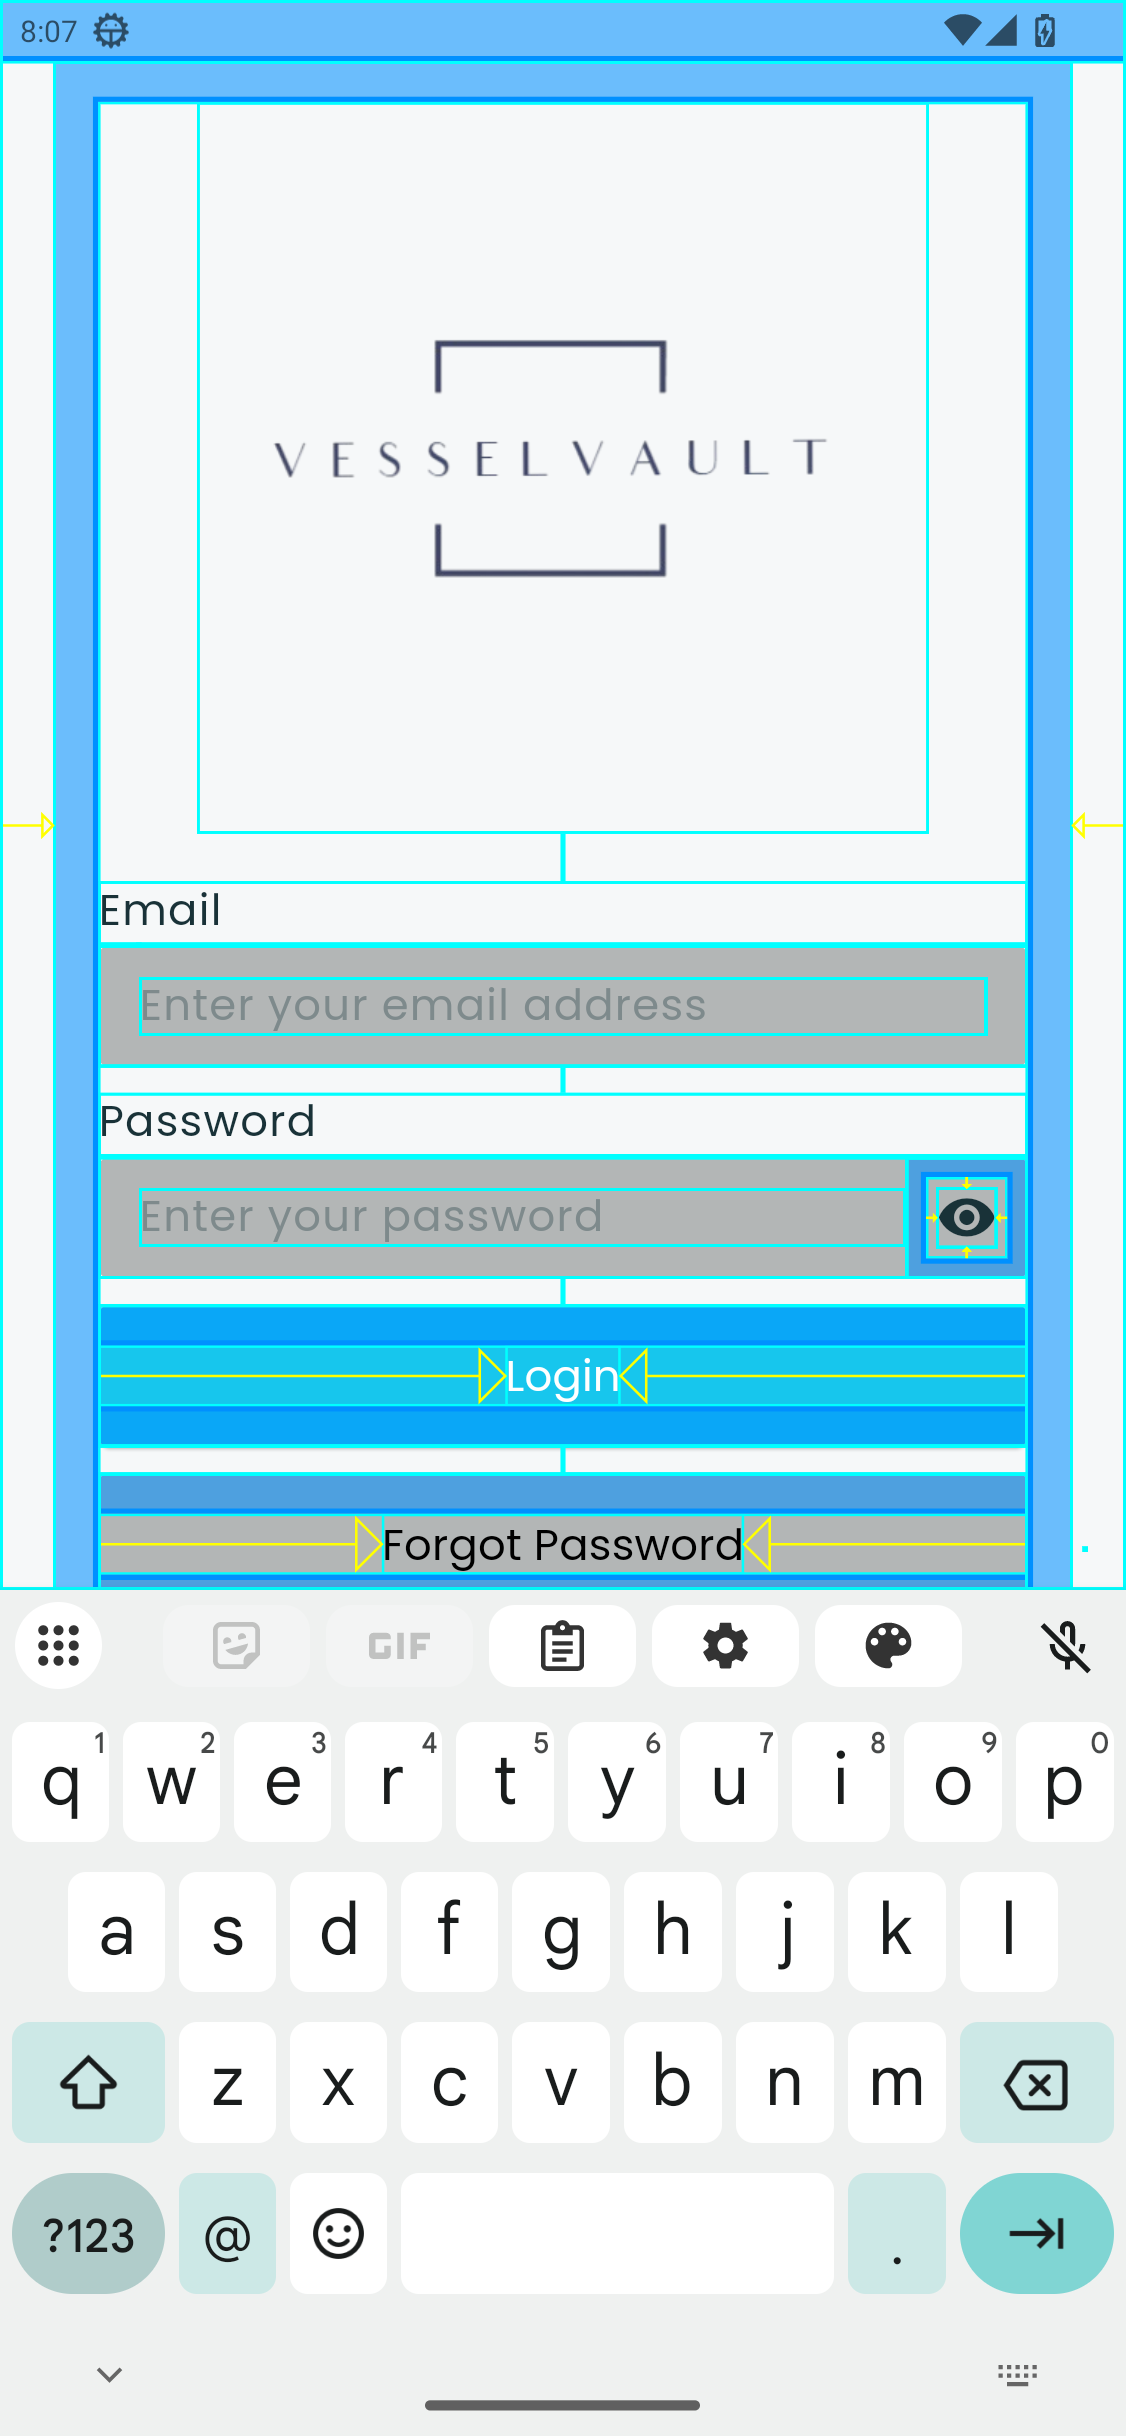 8:07
VESSELVAULT
Email
Enter your email address
Password
Enter your password
Login
Forgot Password
GIF
1 2 3 4 5 6 7 8 9 0
q w e r t y u i o p
a s d f g h j k l
z x c v b n m
?123 @ .